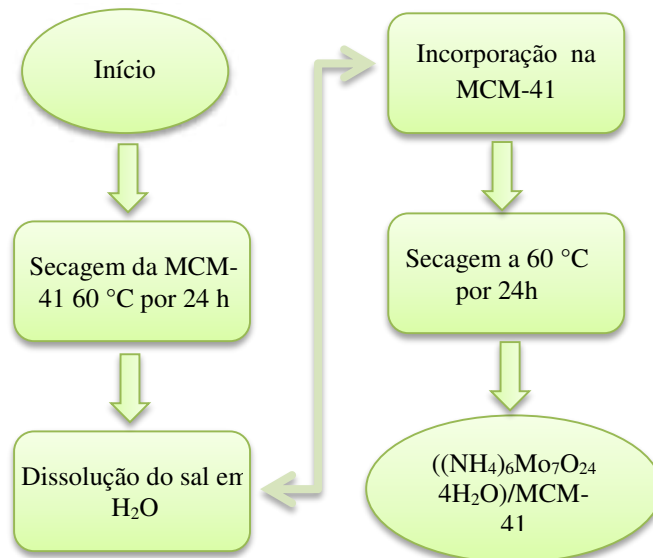 Início
Secagem da MCM-
41 60 °C por 24 h
Dissolução do sal em
H₂O
Incorporação na
MCM-41
Secagem a 60 °C
por 24h
((NH₄)₆Mo₇O₂₄
4H₂O)/MCM-
41